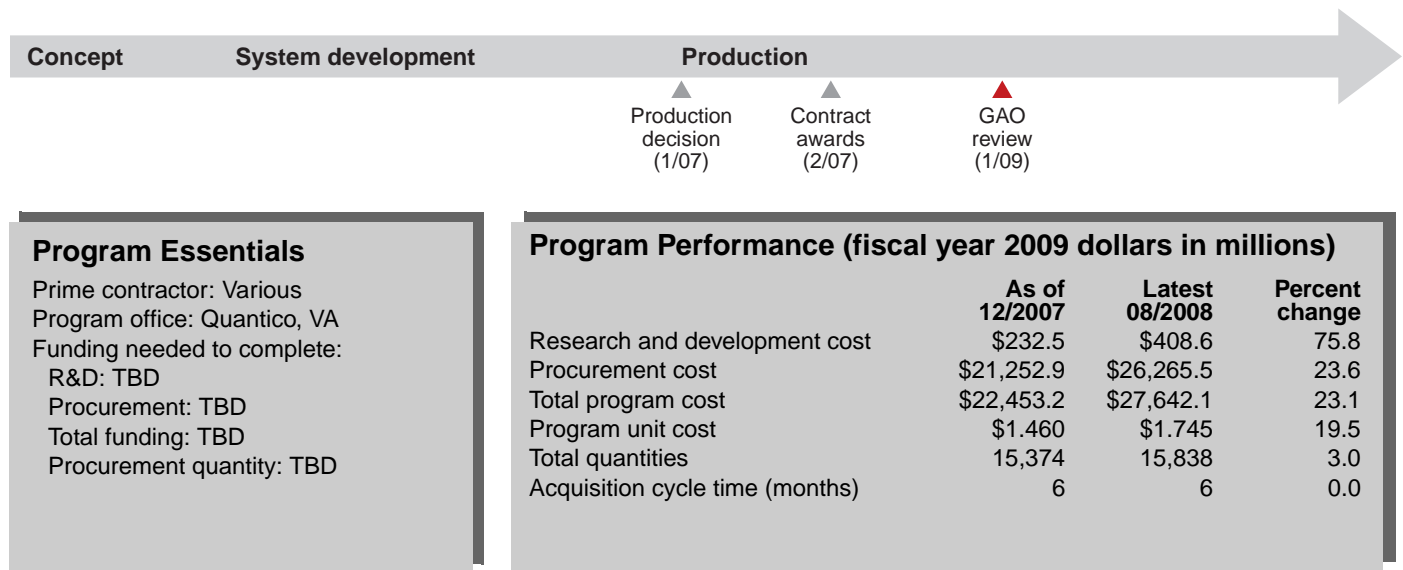 Concept System development Production
Production decision (1/07)
Contract awards (2/07)
GAO review (1/09)
Program Essentials
Prime contractor: Various
Program office: Quantico, VA
Funding needed to complete:
R&D: TBD
Procurement: TBD
Total funding: TBD
Procurement quantity: TBD
Program Performance (fiscal year 2009 dollars in millions)
As of 12/2007 Latest 08/2008 Percent change
Research and development cost $232.5 $408.6 75.8
Procurement cost $21,252.9 $26,265.5 23.6
Total program cost $22,453.2 $27,642.1 23.1
Program unit cost $1.460 $1.745 19.5
Total quantities 15,374 15,838 3.0
Acquisition cycle time (months) 6 6 0.0